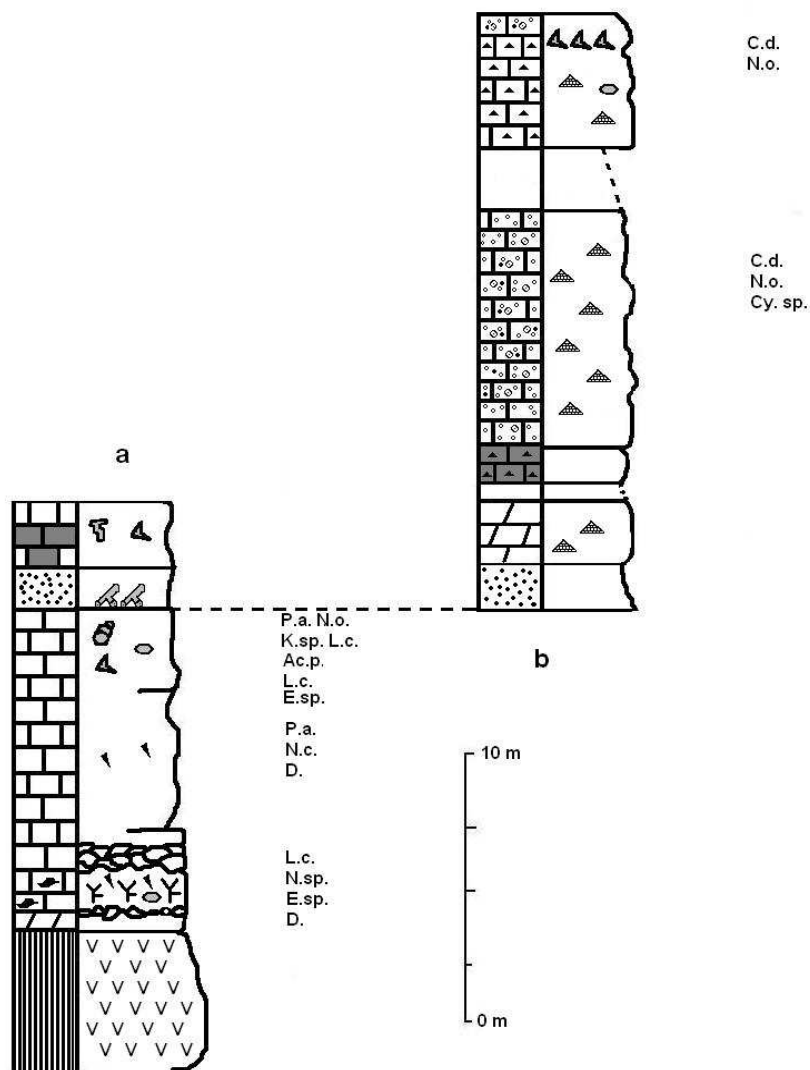 C.d.
N.o.
C.d.
N.o.
Cy. sp.
a
P.a. N.o.
K.sp. L.c.
Ac.p.
L.c.
E.sp.
P.a.
N.c.
D.
b
10 m
L.c.
N.sp.
E.sp.
D.
0 m